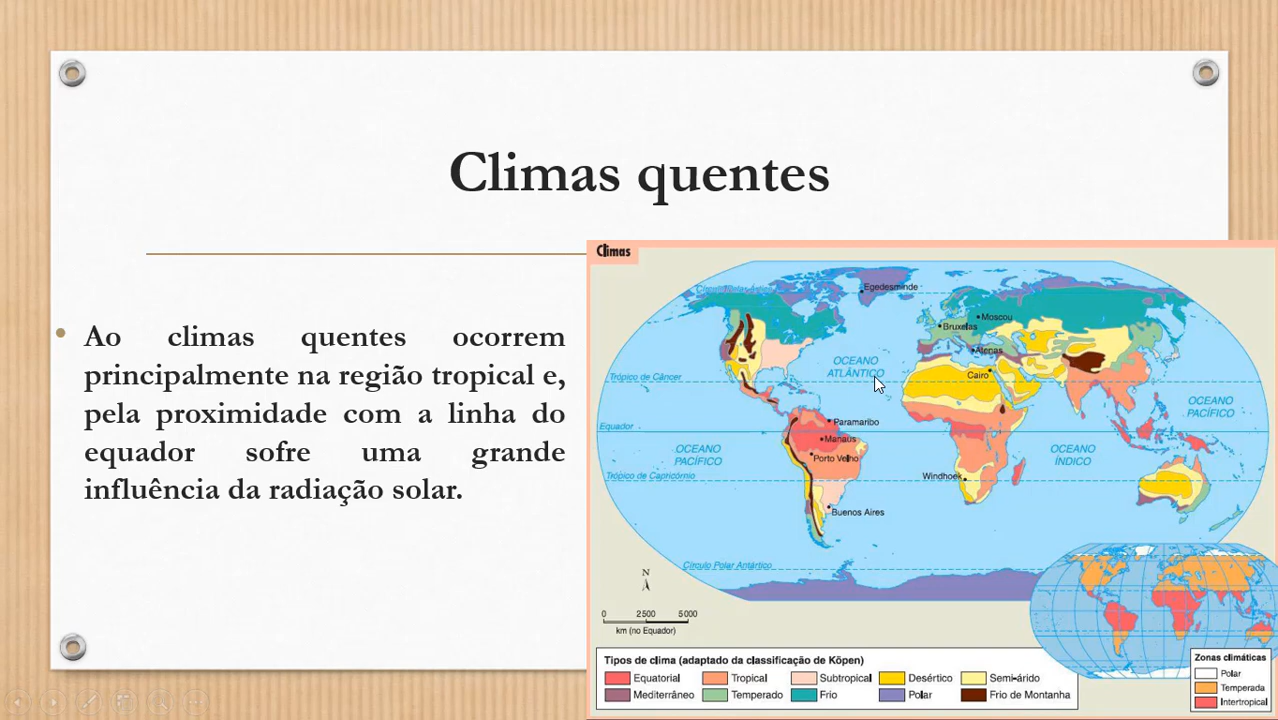 Climas quentes
Ao climas quentes ocorrem
principalmente na região tropical e,
pela proximidade com a linha do
equador sofre uma grande
influência da radiação solar.
Climas
Círculo Polar Ártico
Egedesminde
Moscou
Bruxelas
Atenas
OCEANO
ATLÂNTICO
Cairo
Trópico de Câncer
OCEANO
PACÍFICO
Equador
Paramaribo
Manaus
OCEANO
PACÍFICO
Porto Velho
OCEANO
ÍNDICO
Trópico de Capricórnio
Windhoek
Buenos Aires
Círculo Polar Antártico
N
0 2500 5000
km (no Equador)
Tipos de clima (adaptado da classificação de Köpen)
Equatorial Tropical Subtropical Desértico Semi-árido
Mediterrâneo Temperado Frio Polar Frio de Montanha
Zonas climáticas
Polar
Temperada
Intertropical